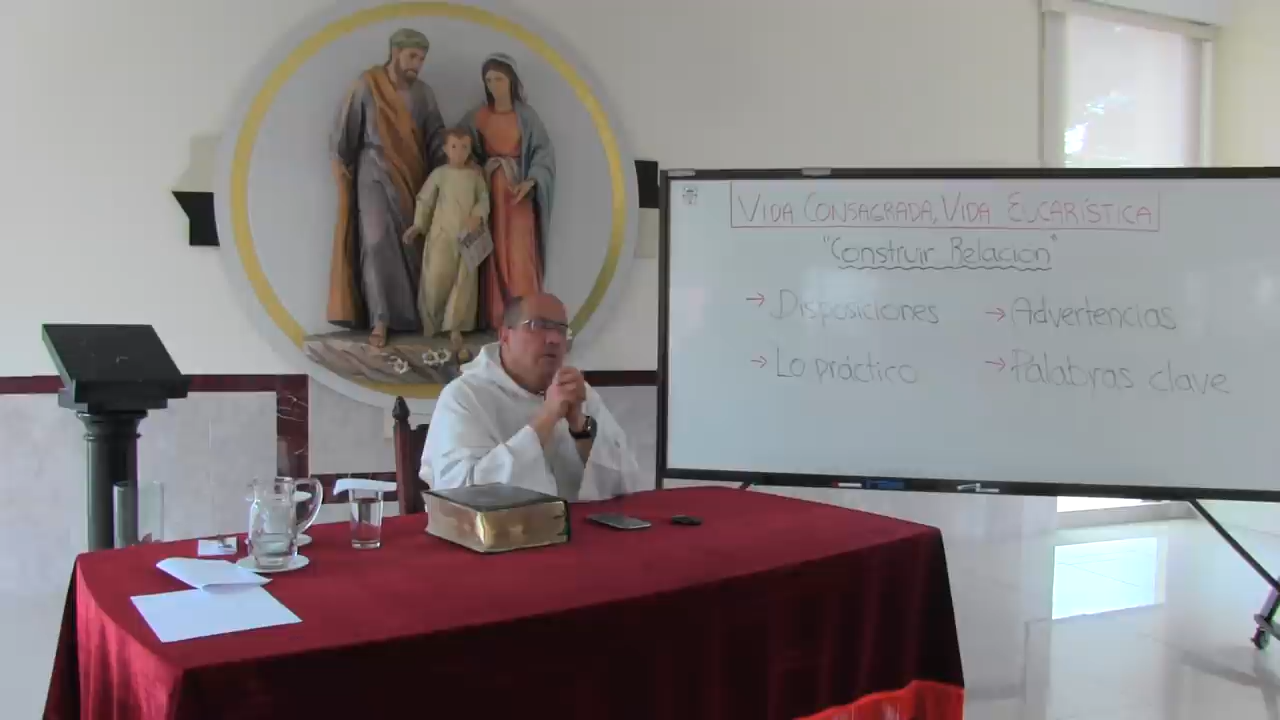 VIDA CONSAGRADA, VIDA EUCARÍSTICA
"Construir Relación"
→ Disposiciones → Advertencias
→ Lo práctico → Palabras clave